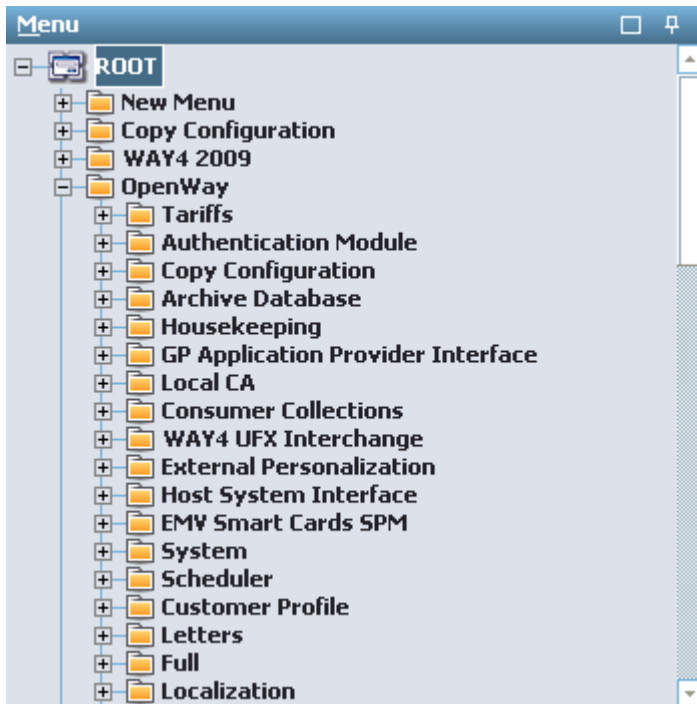 Menu
ROOT
New Menu
Copy Configuration
WAY4 2009
OpenWay
Tariffs
Authentication Module
Copy Configuration
Archive Database
Housekeeping
GP Application Provider Interface
Local CA
Consumer Collections
WAY4 UFX Interchange
External Personalization
Host System Interface
EMV Smart Cards SPM
System
Scheduler
Customer Profile
Letters
Full
Localization